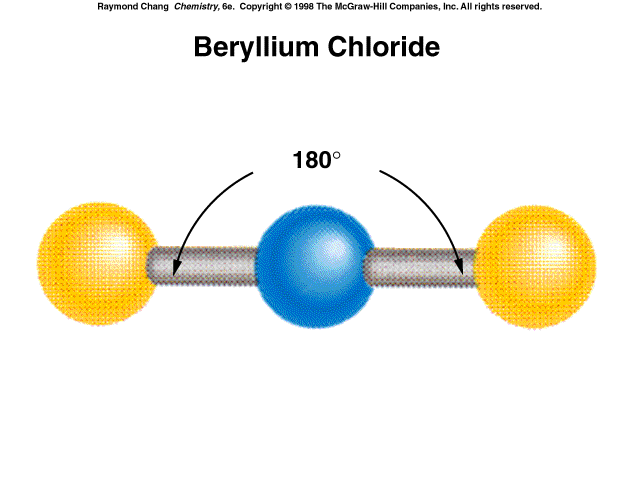 Raymond Chang Chemistry, 6e. Copyright © 1998 The McGraw-Hill Companies, Inc. All rights reserved.
Beryllium Chloride
180°